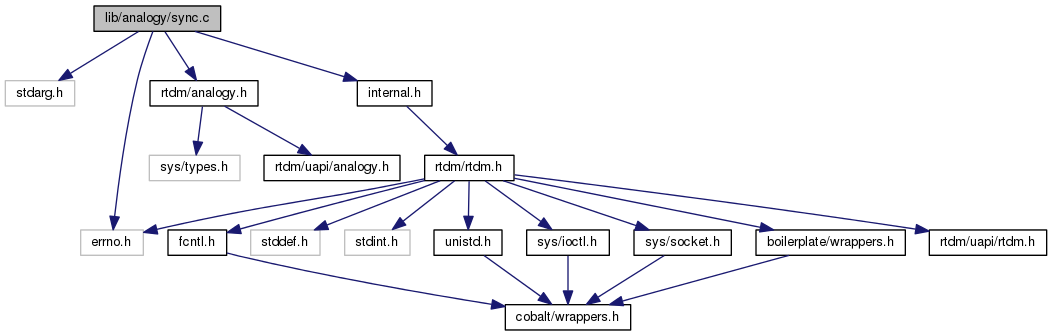 lib/analogy/sync.c
stdarg.h
rtdm/analogy.h
internal.h
sys/types.h
rtdm/uapi/analogy.h
rtdm/rtdm.h
errno.h
fcntl.h
stddef.h
stdint.h
unistd.h
sys/ioctl.h
sys/socket.h
boilerplate/wrappers.h
rtdm/uapi/rtdm.h
cobalt/wrappers.h